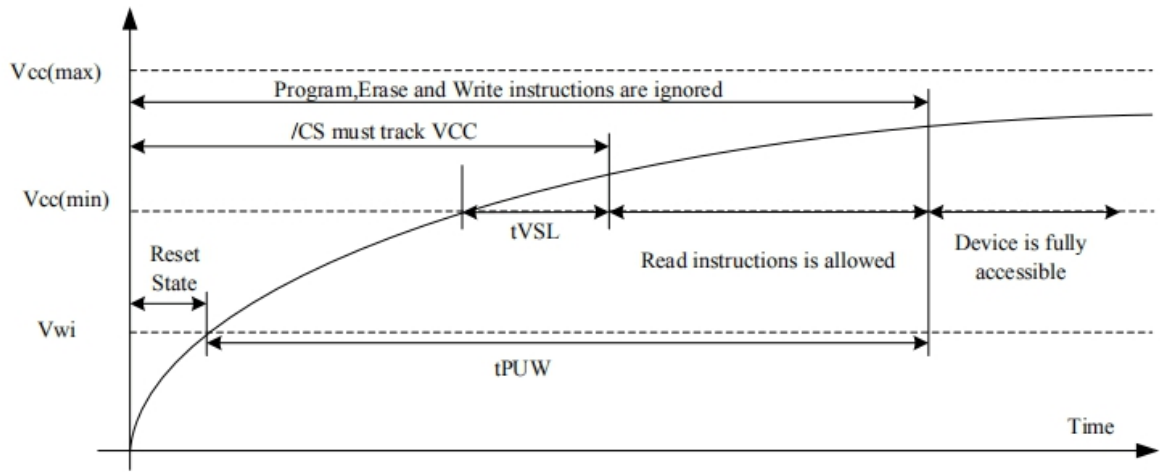 Vcc(max)
Program,Erase and Write instructions are ignored
/CS must track VCC
Vcc(min)
tVSL
Read instructions is allowed
Device is fully
accessible
Reset
State
Vwi
tPUW
Time